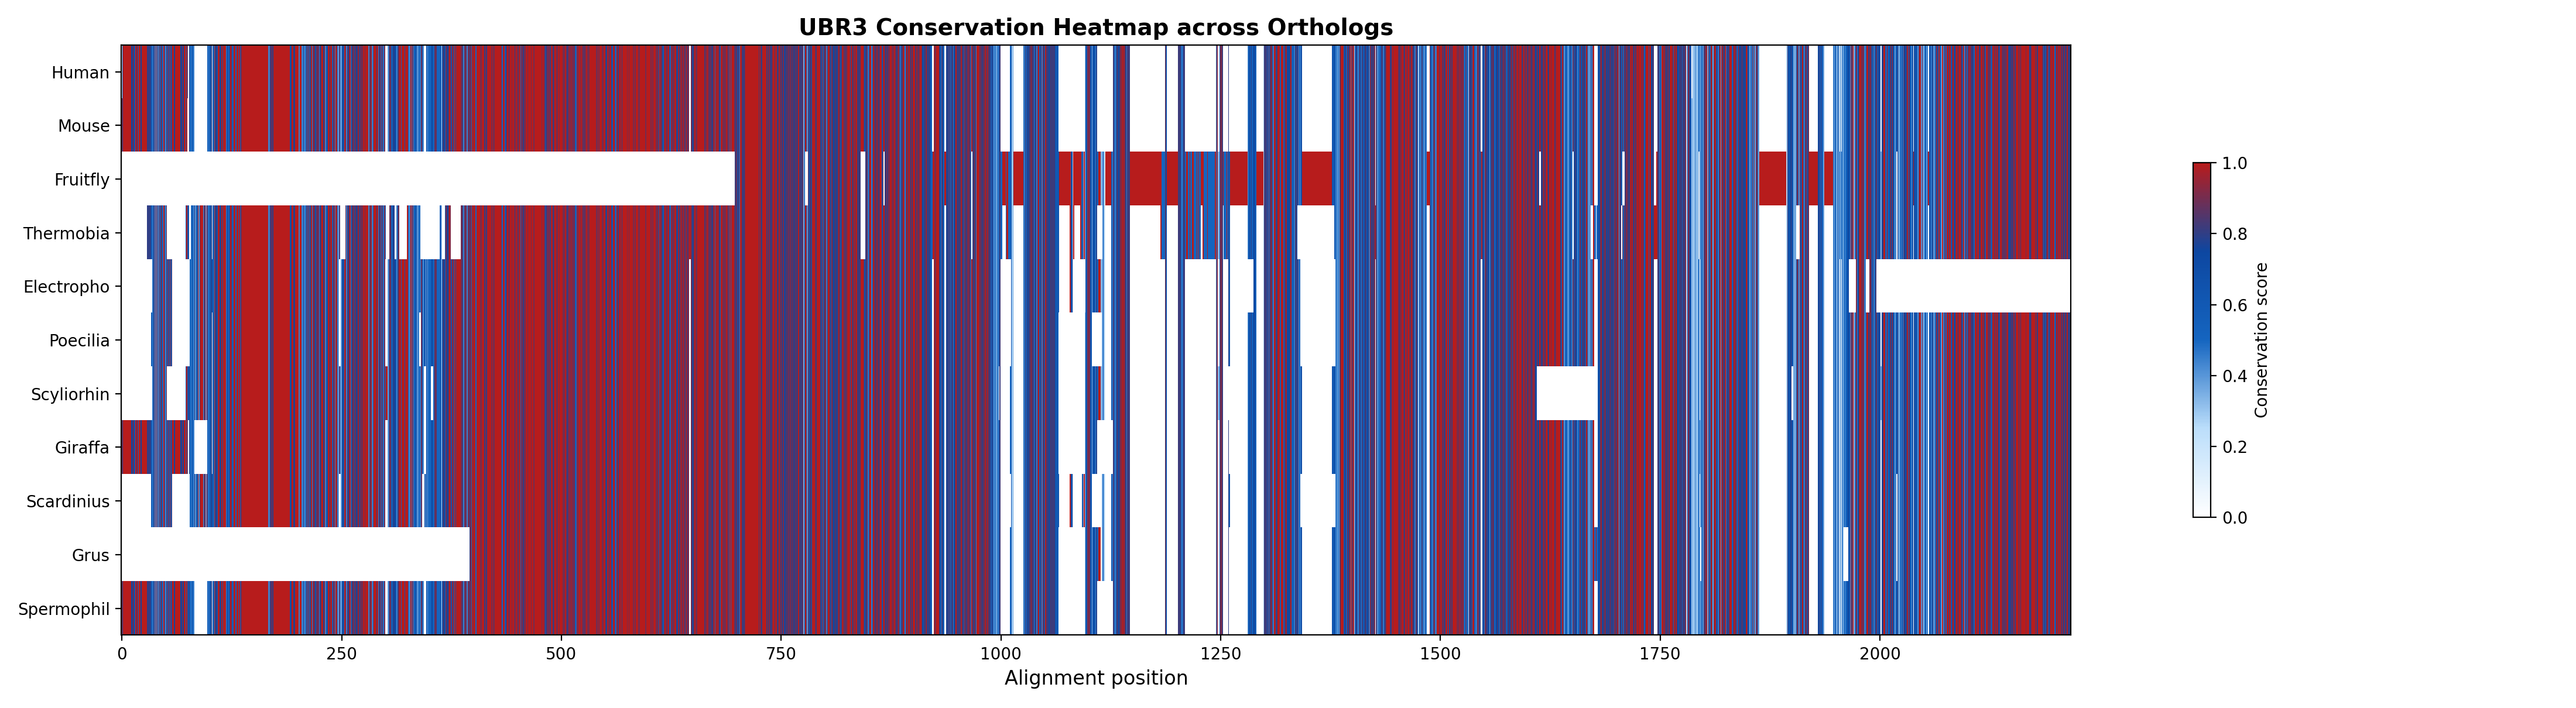 UBR3 Conservation Heatmap across Orthologs
Human
Mouse
Fruitfly
Thermobia
Electropho
Poecilia
Scyliorhin
Giraffa
Scardinius
Grus
Spermophil
0 250 500 750 1000 1250 1500 1750 2000
Alignment position
1.0
0.8
0.6
0.4
0.2
0.0
Conservation score